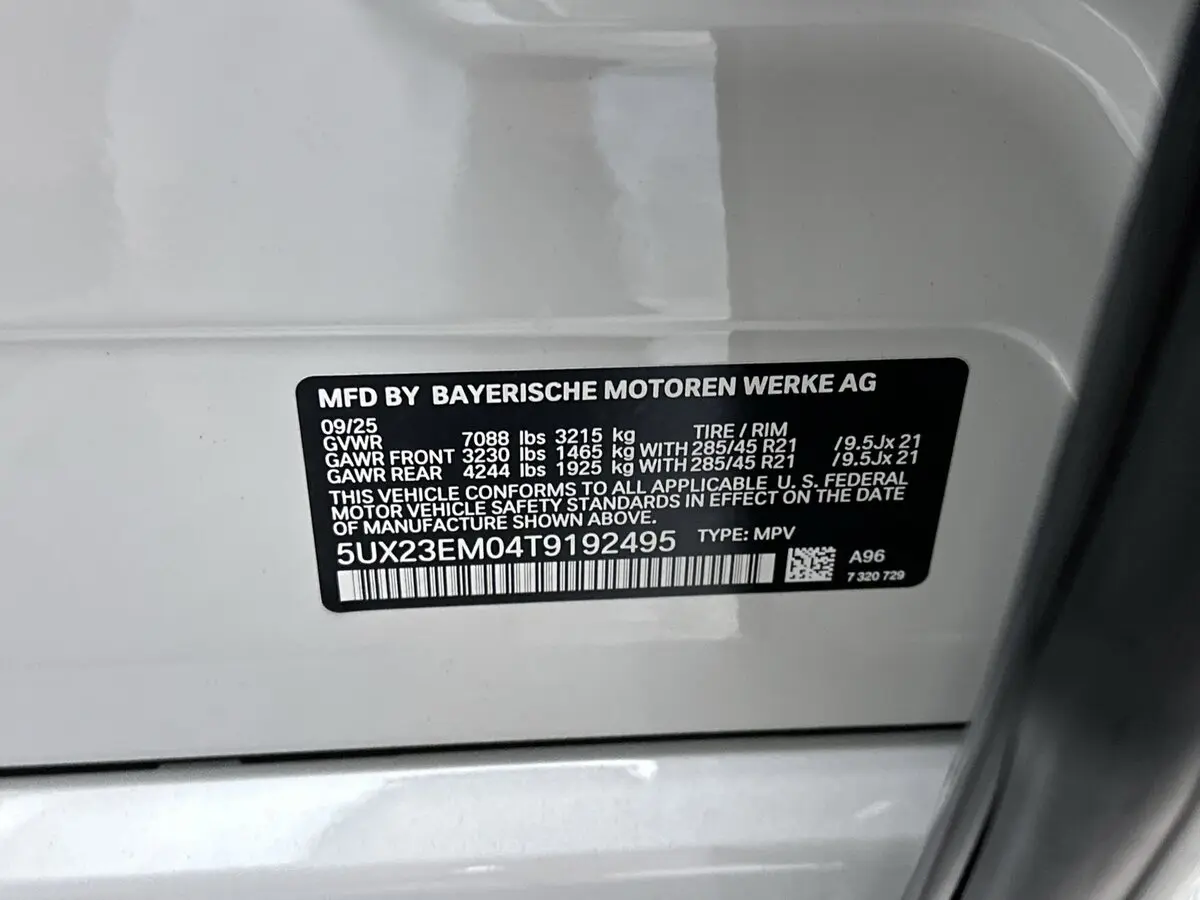 MFD BY BAYERISCHE MOTOREN WERKE AG
09/25 TIRE / RIM
GVWR 7088 lbs 3215 kg
GAWR FRONT 3230 lbs 1465 kg WITH 285/45 R21 /9.5Jx 21
GAWR REAR 4244 lbs 1925 kg WITH 285/45 R21 /9.5Jx 21
THIS VEHICLE CONFORMS TO ALL APPLICABLE U. S. FEDERAL
MOTOR VEHICLE SAFETY STANDARDS IN EFFECT ON THE DATE
OF MANUFACTURE SHOWN ABOVE.
5UX23EM04T9192495 TYPE: MPV
A96
7 320 729